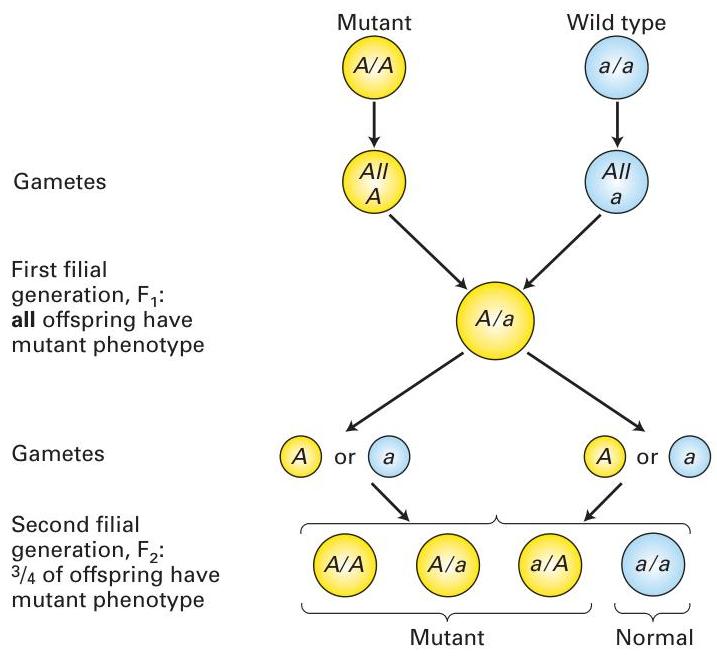 Mutant
Wild type
A/A
a/a
Gametes
All
A
All
a
First filial
generation, F₁:
all offspring have
mutant phenotype
A/a
Gametes
A or a
A or a
Second filial
generation, F₂:
3/4 of offspring have
mutant phenotype
A/A
A/a
a/A
a/a
Mutant
Normal